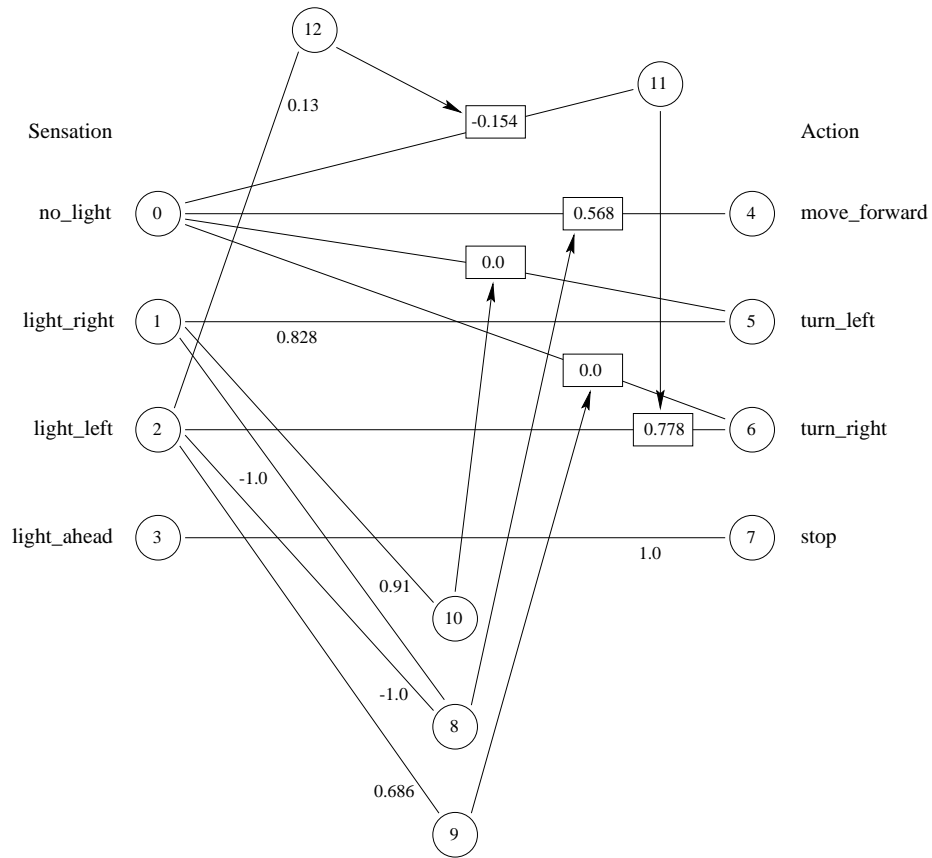 12
11
0.13
-0.154
Sensation
Action
no_light
0
0.568
4
move_forward
0.0
light_right
1
0.828
5
turn_left
0.0
light_left
2
0.778
6
turn_right
-1.0
light_ahead
3
1.0
7
stop
0.91
10
-1.0
8
0.686
9